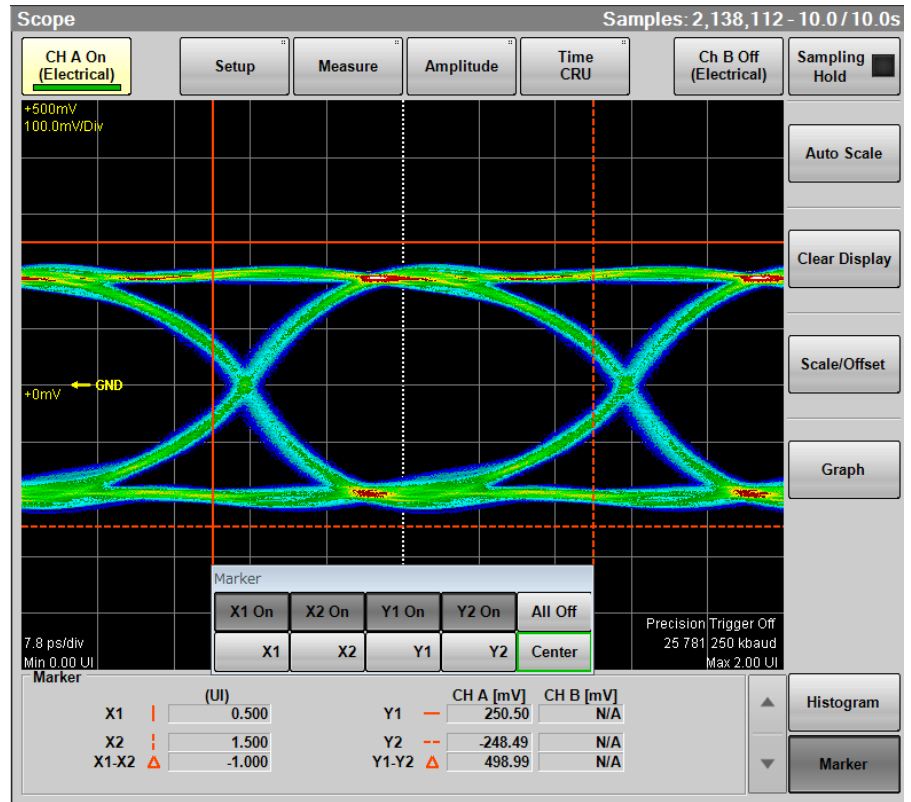 Scope Samples: 2,138,112 - 10.0 / 10.0s
CH A On
(Electrical)
Setup
Measure
Amplitude
Time
CRU
Ch B Off
(Electrical)
Sampling
Hold
+500mV
100.0mV/Div
Auto Scale
Clear Display
Scale/Offset
Graph
+0mV
GND
Marker
X1 On X2 On Y1 On Y2 On All Off
X1 X2 Y1 Y2 Center
7.8 ps/div
Min 0.00 UI
Precision Trigger Off
25 781 250 kbaud
Max 2.00 UI
Marker
(UI) CH A [mV] CH B [mV]
X1 0.500 Y1 250.50 N/A
X2 1.500 Y2 -248.49 N/A
X1-X2 Δ -1.000 Y1-Y2 Δ 498.99 N/A
Histogram
Marker